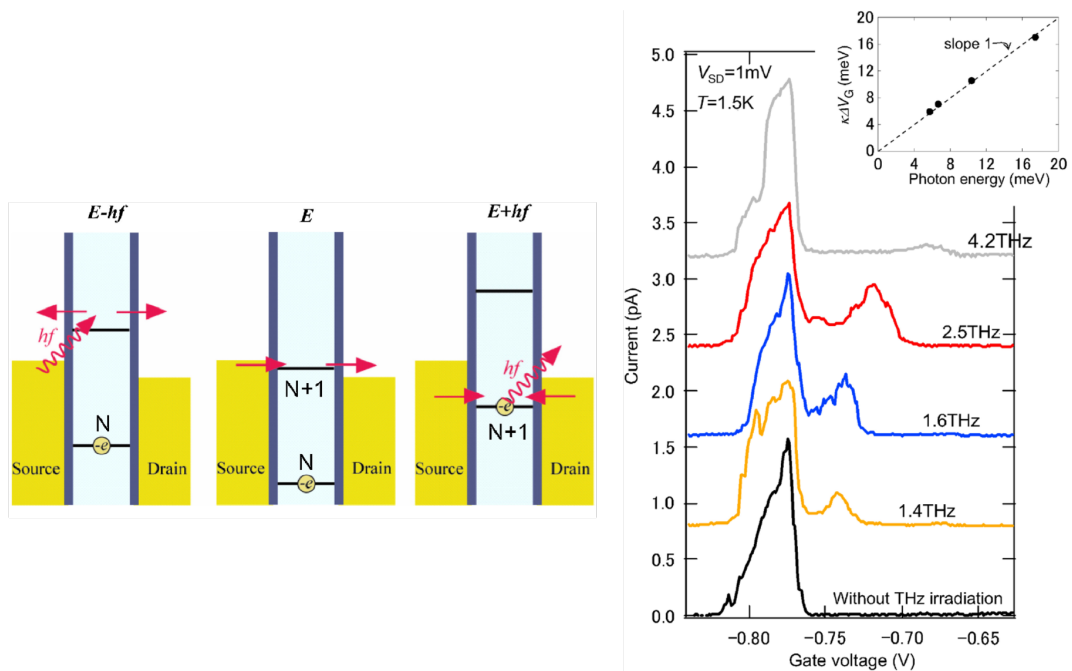 E-hf
E
E+hf
hf
N
-e
Source
Drain
N+1
N
-e
Source
Drain
hf
-e
N+1
Source
Drain
5.0
4.5
4.0
3.5
3.0
2.5
2.0
1.5
1.0
0.5
0.0
Current (pA)
V_SD=1mV
T=1.5K
4.2THz
2.5THz
1.6THz
1.4THz
Without THz irradiation
−0.80
−0.75
−0.70
−0.65
Gate voltage (V)
20
16
12
8
4
0
κΔV_G (meV)
slope 1
0
4
8
12
16
20
Photon energy (meV)